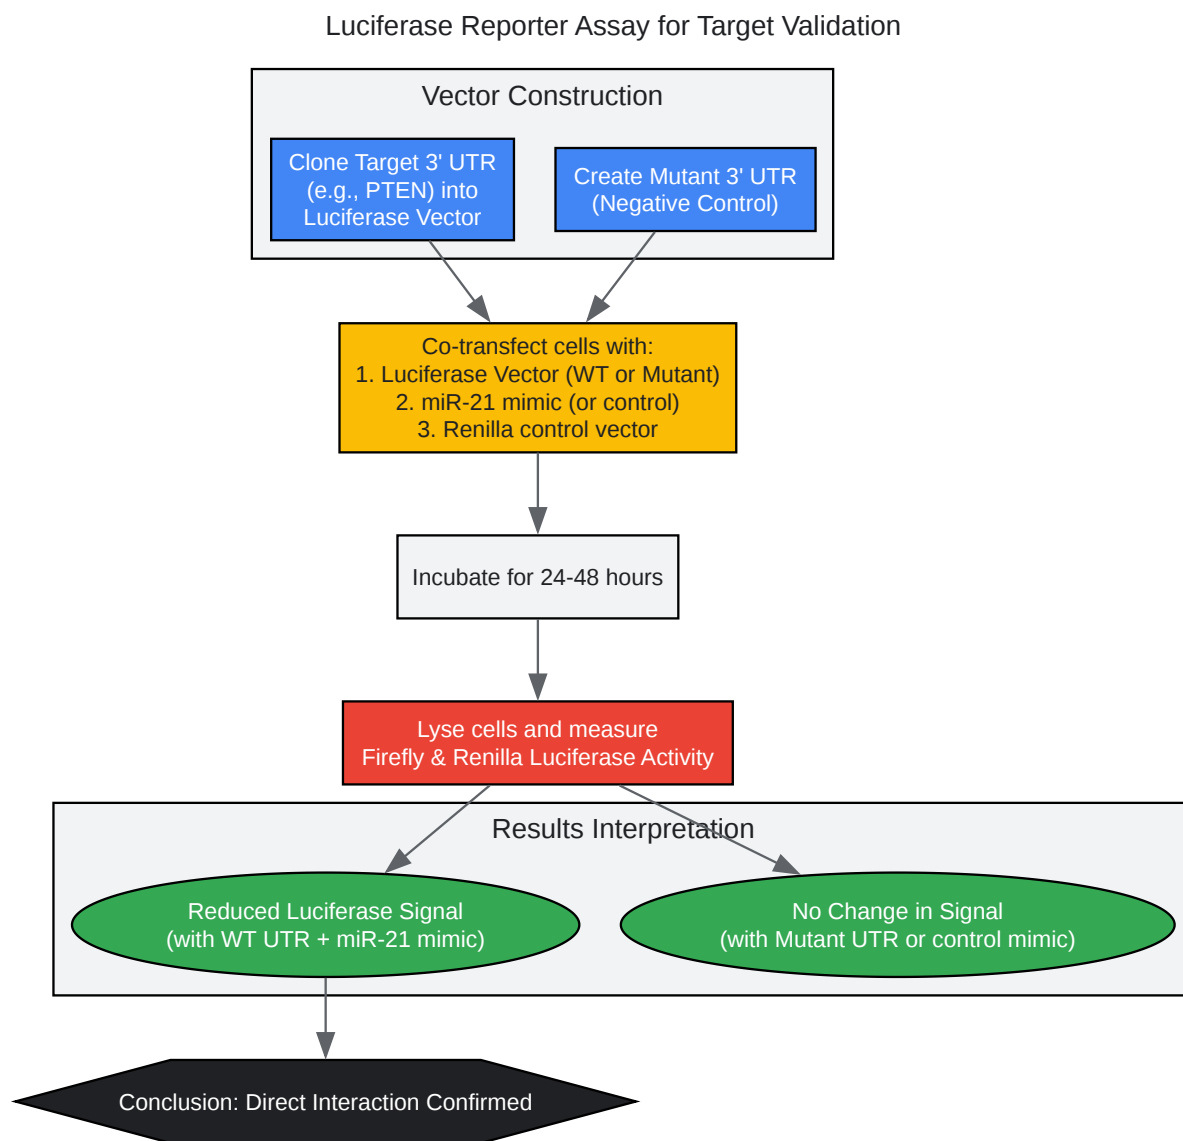 Luciferase Reporter Assay for Target Validation
Vector Construction
Clone Target 3' UTR
(e.g., PTEN) into
Luciferase Vector
Create Mutant 3' UTR
(Negative Control)
Co-transfect cells with:
1. Luciferase Vector (WT or Mutant)
2. miR-21 mimic (or control)
3. Renilla control vector
Incubate for 24-48 hours
Lyse cells and measure
Firefly & Renilla Luciferase Activity
Results Interpretation
Reduced Luciferase Signal
(with WT UTR + miR-21 mimic)
No Change in Signal
(with Mutant UTR or control mimic)
Conclusion: Direct Interaction Confirmed